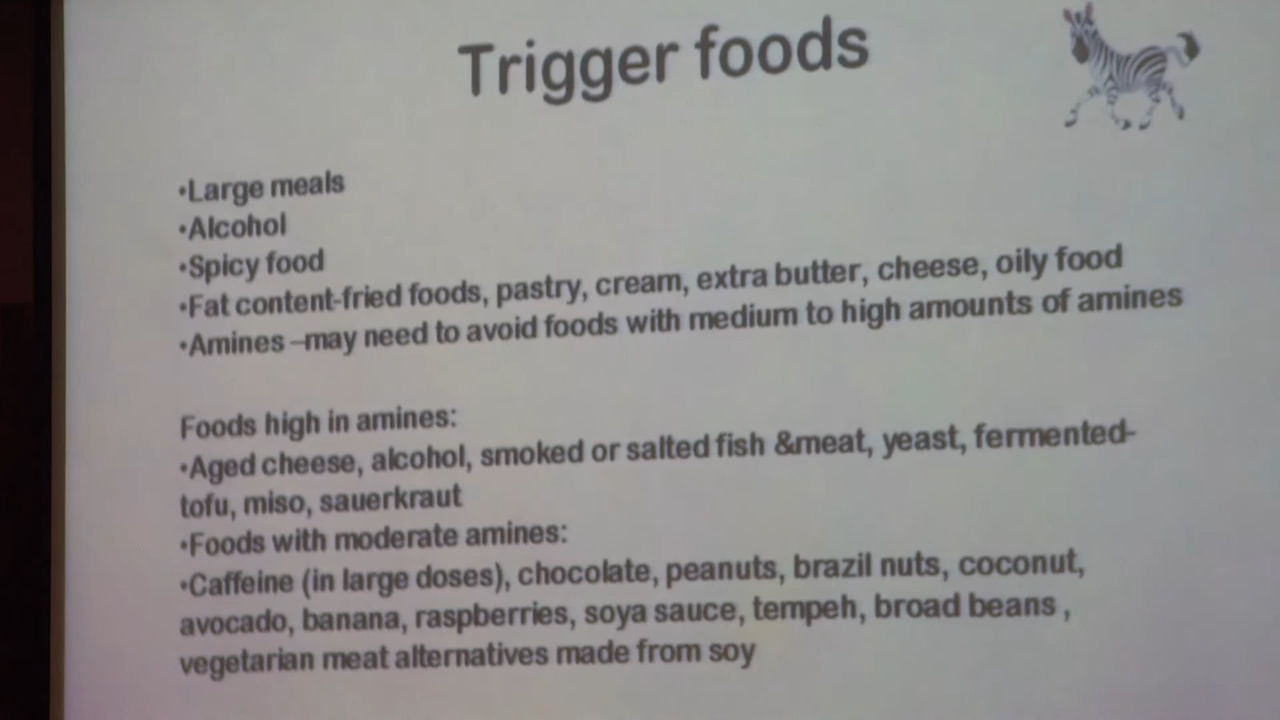 Trigger foods
•Large meals
•Alcohol
•Spicy food
•Fat content-fried foods, pastry, cream, extra butter, cheese, oily food
•Amines –may need to avoid foods with medium to high amounts of amines
Foods high in amines:
•Aged cheese, alcohol, smoked or salted fish &meat, yeast, fermented-
tofu, miso, sauerkraut
•Foods with moderate amines:
•Caffeine (in large doses), chocolate, peanuts, brazil nuts, coconut,
avocado, banana, raspberries, soya sauce, tempeh, broad beans ,
vegetarian meat alternatives made from soy